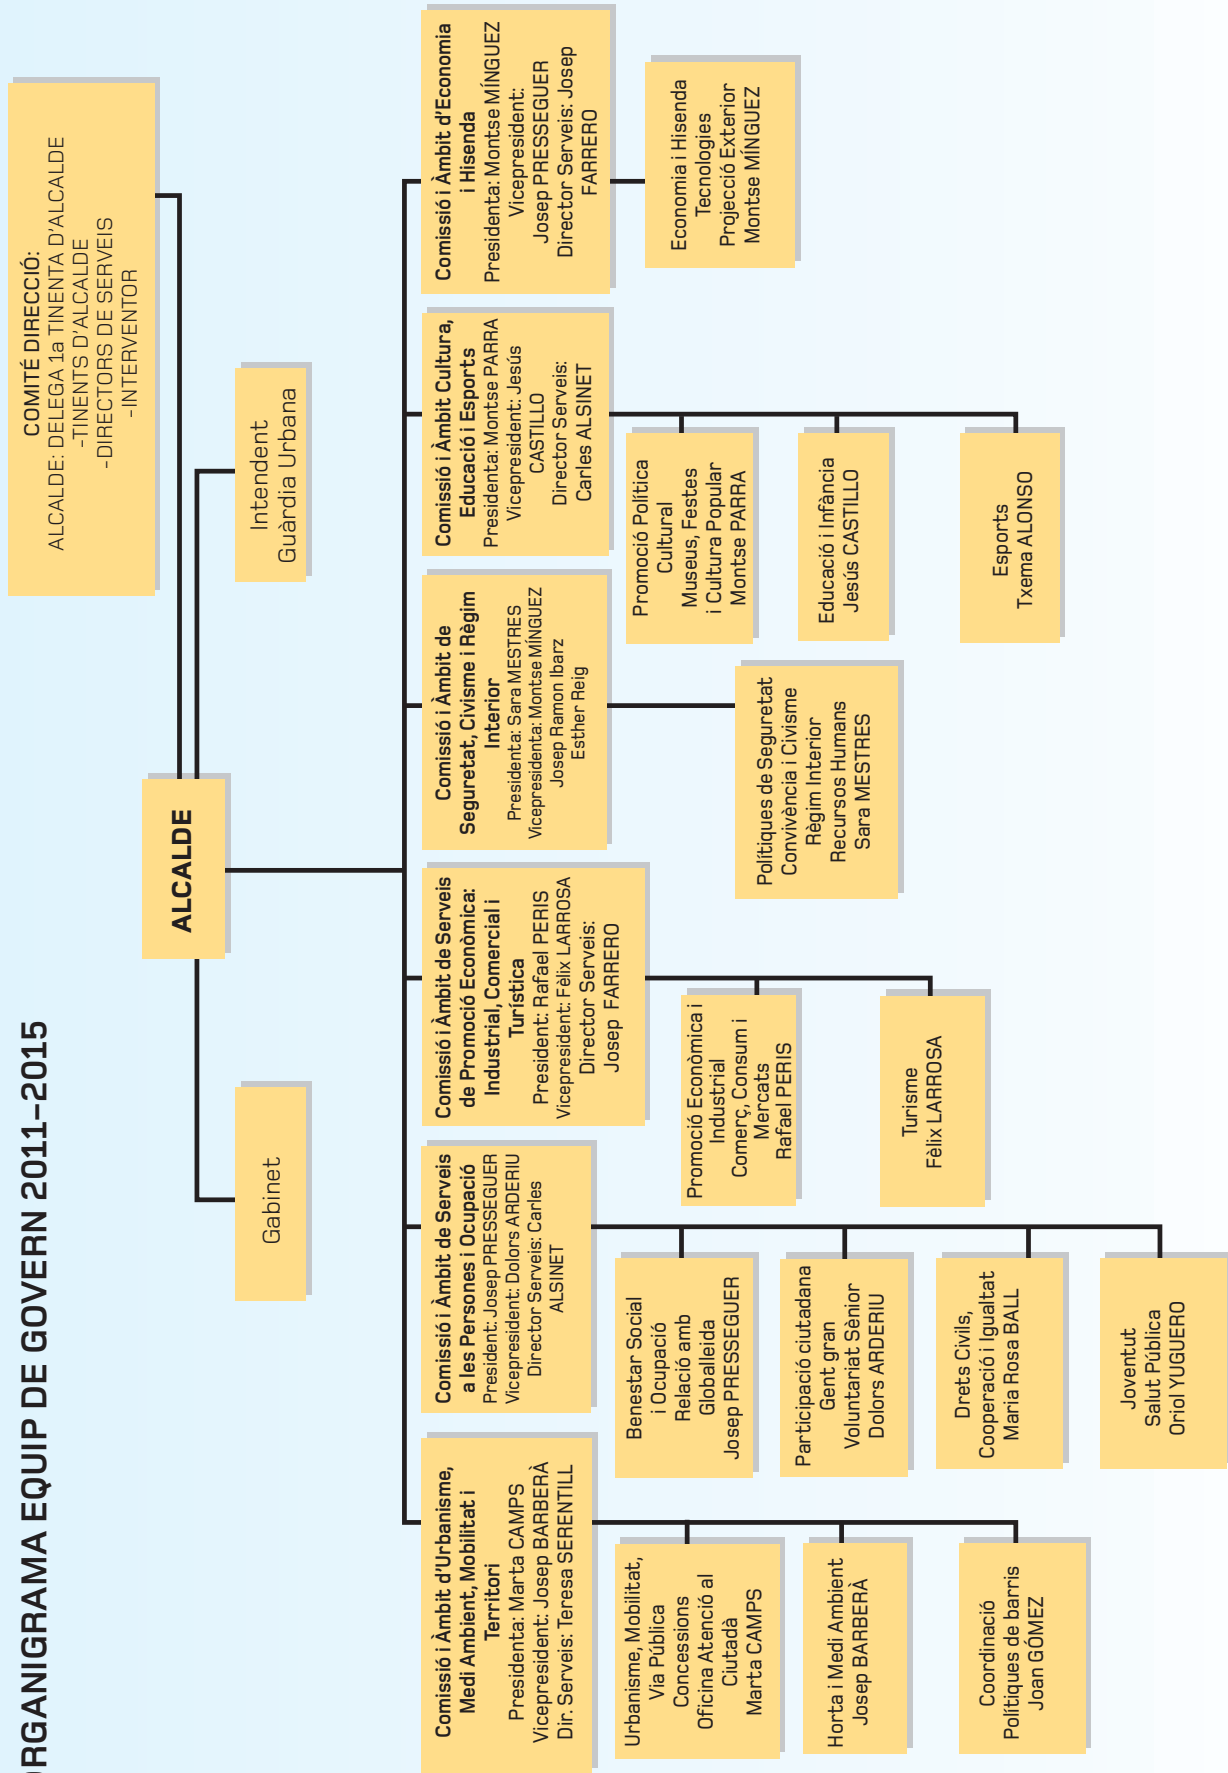 ORGANIGRAMA EQUIP DE GOVERN 2011-2015
COMITÉ DIRECCIÓ:
ALCALDE: DELEGA 1a TINENTA D'ALCALDE
-TINENTS D'ALCALDE
-DIRECTORS DE SERVEIS
-INTERVENTOR
ALCALDE
Gabinet
Intendent
Guàrdia Urbana
Comissió i Àmbit d'Urbanisme,
Medi Ambient, Mobilitat i
Territori
Presidenta: Marta CAMPS
Vicepresident: Josep BARBERÀ
Dir. Serveis: Teresa SERENTILL
Urbanisme, Mobilitat,
Via Pública
Concessions
Oficina Atenció al
Ciutadà
Marta CAMPS
Horta i Medi Ambient
Josep BARBERÀ
Coordinació
Polítiques de barris
Joan GÓMEZ
Comissió i Àmbit de Serveis
a les Persones i Ocupació
President: Josep PRESSEGUER
Vicepresident: Dolors ARDERIU
Director Serveis: Carles
ALSINET
Benestar Social
i Ocupació
Relació amb
Globalleida
Josep PRESSEGUER
Participació ciutadana
Gent gran
Voluntariat Sènior
Dolors ARDERIU
Drets Civils,
Cooperació i Igualtat
Maria Rosa BALL
Joventut
Salut Pública
Oriol YUGUERO
Comissió i Àmbit de Serveis
de Promoció Econòmica:
Industrial, Comercial i
Turística
President: Rafael PERIS
Vicepresident: Fèlix LARROSA
Director Serveis:
Josep FARRERO
Promoció Econòmica i
Industrial
Comerç, Consum i
Mercats
Rafael PERIS
Turisme
Fèlix LARROSA
Comissió i Àmbit de
Seguretat, Civisme i Règim
Interior
Presidenta: Sara MESTRES
Vicepresidenta: Montse MÍNGUEZ
Josep Ramon Ibarz
Esther Reig
Polítiques de Seguretat
Convivència i Civisme
Règim Interior
Recursos Humans
Sara MESTRES
Comissió i Àmbit Cultura,
Educació i Esports
Presidenta: Montse PARRA
Vicepresident: Jesús
CASTILLO
Director Serveis:
Carles ALSINET
Promoció Política
Cultural
Museus, Festes
i Cultura Popular
Montse PARRA
Educació i Infància
Jesús CASTILLO
Esports
Txema ALONSO
Comissió i Àmbit d'Economia
i Hisenda
Presidenta: Montse MÍNGUEZ
Vicepresident:
Josep PRESSEGUER
Director Serveis: Josep
FARRERO
Economia i Hisenda
Tecnologies
Projecció Exterior
Montse MÍNGUEZ